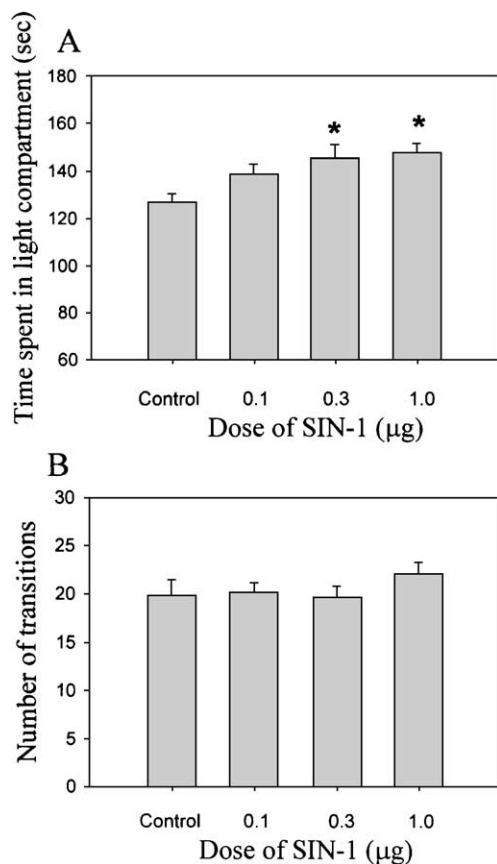 A
Time spent in light compartment (sec)
180
160
140
120
100
80
60
* *
Control 0.1 0.3 1.0
Dose of SIN-1 (μg)
B
Number of transitions
30
25
20
15
10
5
0
Control 0.1 0.3 1.0
Dose of SIN-1 (μg)